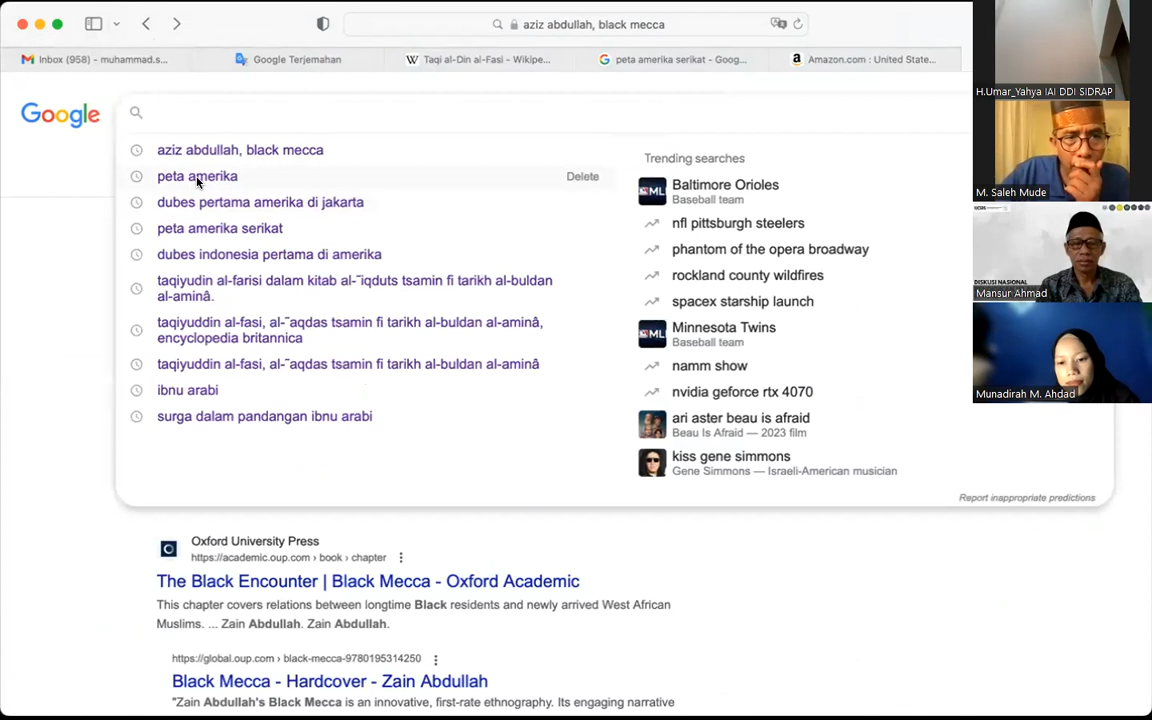 aziz abdullah, black mecca
Inbox (958) – muhammad.s...
Google Terjemahan
Taqi al-Din al-Fasi - Wikipe...
peta amerika serikat - Goog...
Amazon.com : United State...
Google
aziz abdullah, black mecca
peta amerika
Delete
dubes pertama amerika di jakarta
peta amerika serikat
dubes indonesia pertama di amerika
taqiyudin al-farisi dalam kitab al-˜iqduts tsamin fi tarikh al-buldan
al-aminâ.
taqiyuddin al-fasi, al-˜aqdas tsamin fi tarikh al-buldan al-aminâ,
encyclopedia britannica
taqiyuddin al-fasi, al-˜aqdas tsamin fi tarikh al-buldan al-aminâ
ibnu arabi
surga dalam pandangan ibnu arabi
Trending searches
Baltimore Orioles
Baseball team
nfl pittsburgh steelers
phantom of the opera broadway
rockland county wildfires
spacex starship launch
Minnesota Twins
Baseball team
namm show
nvidia geforce rtx 4070
ari aster beau is afraid
Beau Is Afraid — 2023 film
kiss gene simmons
Gene Simmons — Israeli-American musician
Report inappropriate predictions
Oxford University Press
https://academic.oup.com › book › chapter
The Black Encounter | Black Mecca - Oxford Academic
This chapter covers relations between longtime Black residents and newly arrived West African
Muslims. ... Zain Abdullah. Zain Abdullah.
https://global.oup.com › black-mecca-9780195314250
Black Mecca - Hardcover - Zain Abdullah
"Zain Abdullah's Black Mecca is an innovative, first-rate ethnography. Its engaging narrative
H.Umar_Yahya IAI DDI SIDRAP
M. Saleh Mude
DISKUSI NASIONAL
Mansur Ahmad
Munadirah M. Ahdad